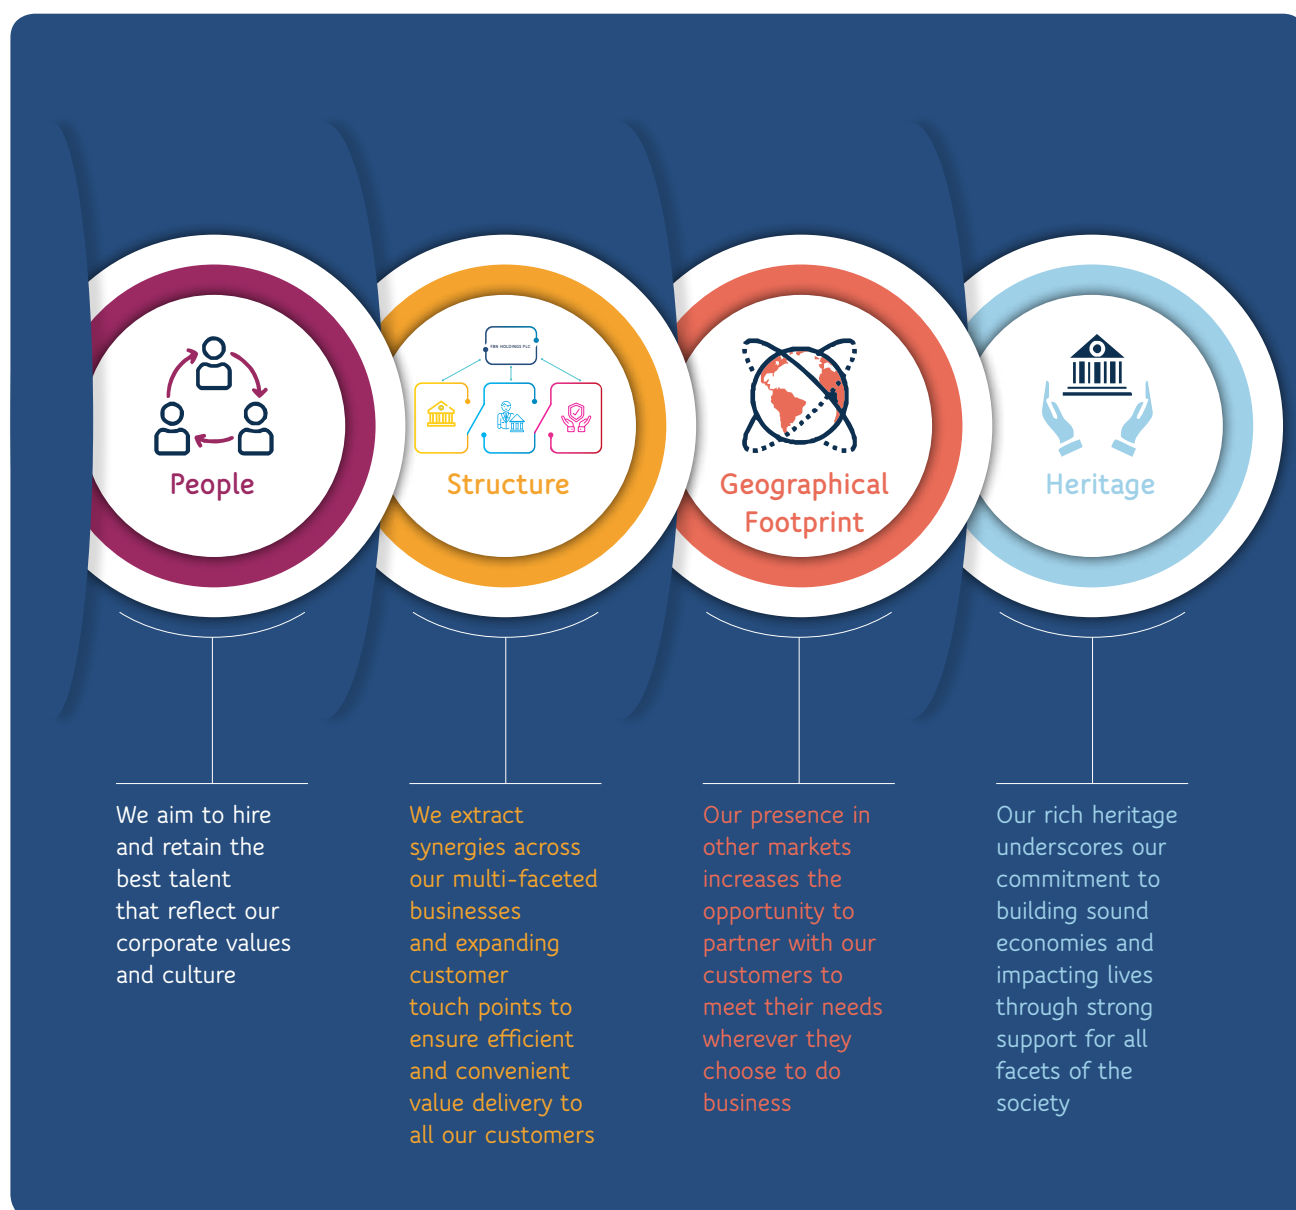 FBN HOLDINGS PLC
People
Structure
Geographical
Footprint
Heritage
We aim to hire
and retain the
best talent
that reflect our
corporate values
and culture
We extract
synergies across
our multi-faceted
businesses
and expanding
customer
touch points to
ensure efficient
and convenient
value delivery to
all our customers
Our presence in
other markets
increases the
opportunity to
partner with our
customers to
meet their needs
wherever they
choose to do
business
Our rich heritage
underscores our
commitment to
building sound
economies and
impacting lives
through strong
support for all
facets of the
society